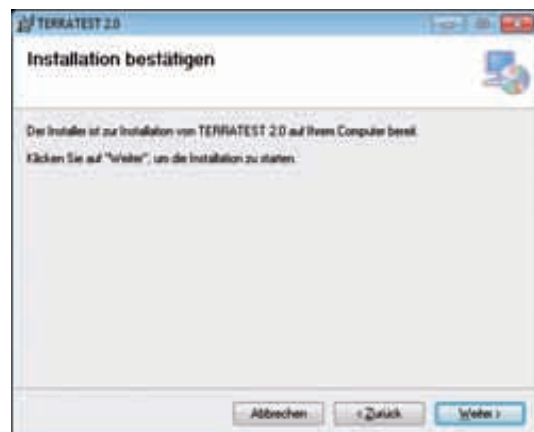 TERRATEST 2.0
Installation bestätigen
Der Installer ist zur Installation von TERRATEST 2.0 auf Ihrem Computer bereit.
Klicken Sie auf "Weiter", um die Installation zu starten.
Abbrechen
< Zurück
Weiter >